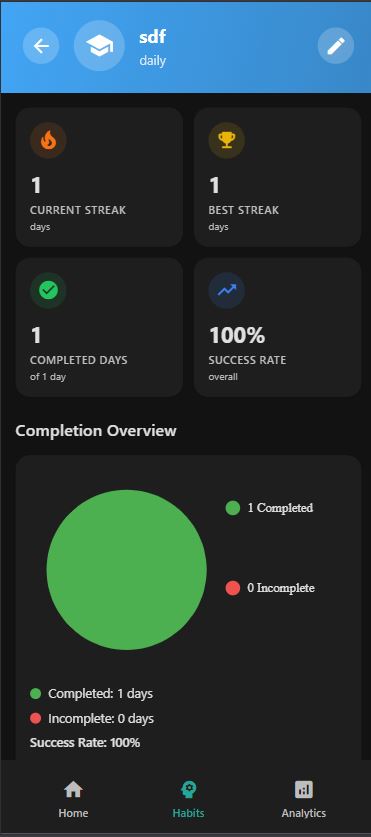 sdf
daily
1
CURRENT STREAK
days
1
BEST STREAK
days
1
COMPLETED DAYS
of 1 day
100%
SUCCESS RATE
overall
Completion Overview
1 Completed
0 Incomplete
Completed: 1 days
Incomplete: 0 days
Success Rate: 100%
Home
Habits
Analytics